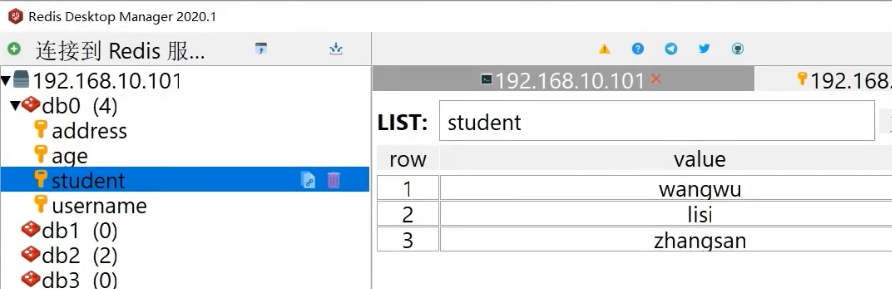 Redis Desktop Manager 2020.1
连接到 Redis 服...
192.168.10.101
192.168.
db0 (4)
address
age
student
username
db1 (0)
db2 (2)
db3 (0)
192.168.10.101
LIST: student
row value
1 wangwu
2 lisi
3 zhangsan